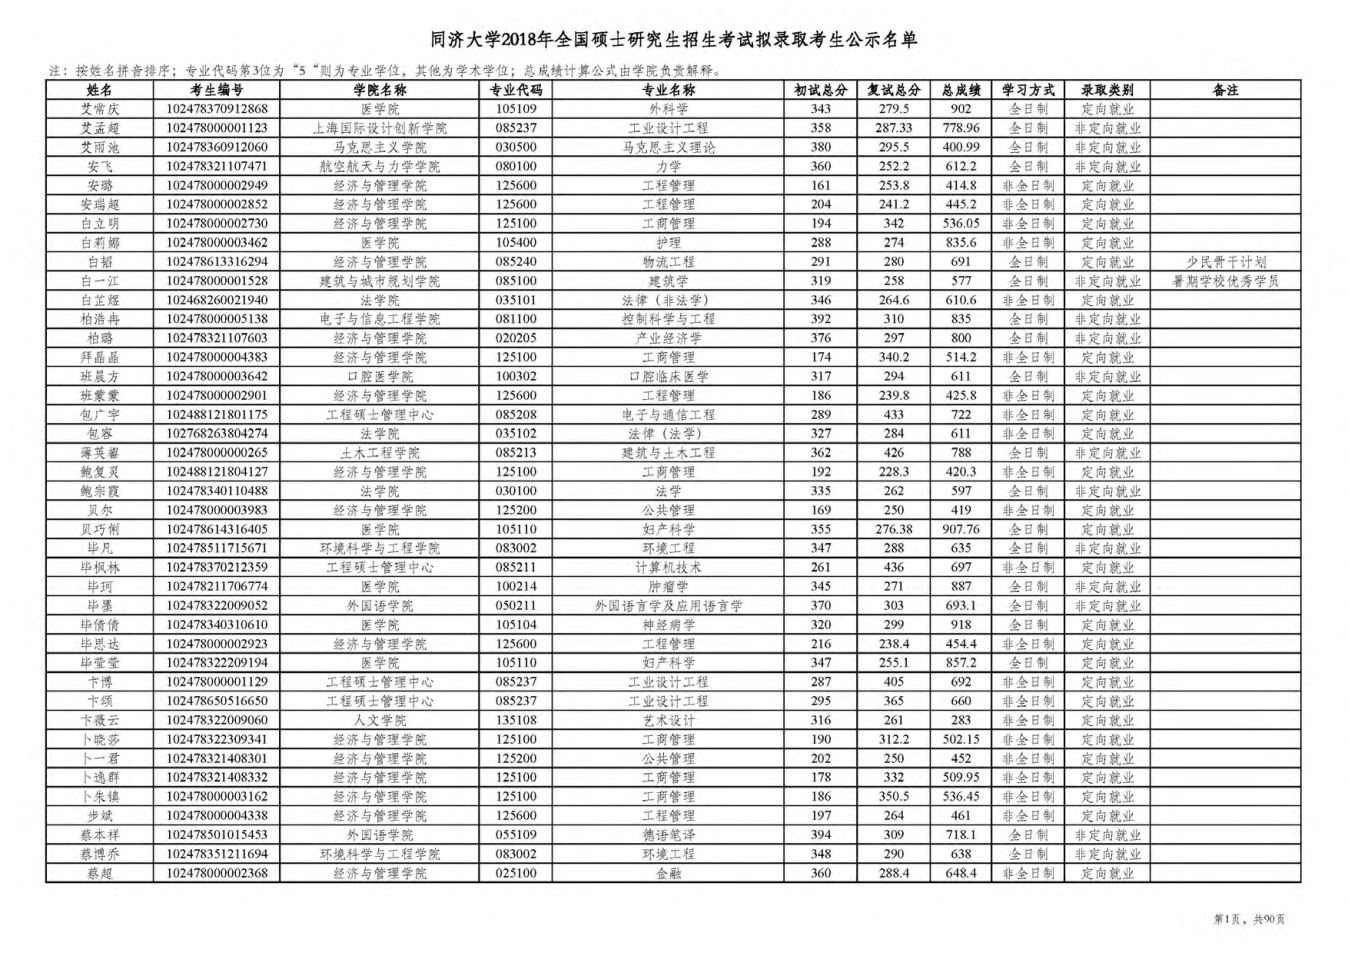 同济大学2018年全国硕士研究生招生考试拟录取考生公示名单
注：按姓名拼音排序；专业代码第3位为“5“则为专业学位，其他为学术学位；总成绩计算公式由学院负责解释。
姓名 考生编号 学院名称 专业代码 专业名称 初试总分 复试总分 总成绩 学习方式 录取类别 备注
艾常庆 102478370912868 医学院 105109 外科学 343 279.5 902 全日制 定向就业
艾孟超 102478000001123 上海国际设计创新学院 085237 工业设计工程 358 287.33 778.96 全日制 非定向就业
艾雨池 102478360912060 马克思主义学院 030500 马克思主义理论 380 295.5 400.99 全日制 非定向就业
安飞 102478321107471 航空航天与力学学院 080100 力学 360 252.2 612.2 全日制 非定向就业
安璐 102478000002949 经济与管理学院 125600 工程管理 161 253.8 414.8 非全日制 定向就业
安瑞超 102478000002852 经济与管理学院 125600 工程管理 204 241.2 445.2 非全日制 定向就业
白立明 102478000002730 经济与管理学院 125100 工商管理 194 342 536.05 非全日制 定向就业
白莉娜 102478000003462 医学院 105400 护理 288 274 835.6 非全日制 定向就业
白韬 102478613316294 经济与管理学院 085240 物流工程 291 280 691 全日制 定向就业 少民骨干计划
白一江 102478000001528 建筑与城市规划学院 085100 建筑学 319 258 577 全日制 非定向就业 暑期学校优秀学员
白芷煜 102468260021940 法学院 035101 法律（非法学） 346 264.6 610.6 非全日制 定向就业
柏浩冉 102478000005138 电子与信息工程学院 081100 控制科学与工程 392 310 835 全日制 非定向就业
柏璐 102478321107603 经济与管理学院 020205 产业经济学 376 297 800 全日制 非定向就业
拜晶晶 102478000004383 经济与管理学院 125100 工商管理 174 340.2 514.2 非全日制 定向就业
班晨方 102478000003642 口腔医学院 100302 口腔临床医学 317 294 611 全日制 非定向就业
班蒙蒙 102478000002901 经济与管理学院 125600 工程管理 186 239.8 425.8 非全日制 定向就业
包广宇 102488121801175 工程硕士管理中心 085208 电子与通信工程 289 433 722 非全日制 定向就业
包容 102768263804274 法学院 035102 法律（法学） 327 284 611 非全日制 定向就业
薄英鎏 102478000000265 土木工程学院 085213 建筑与土木工程 362 426 788 全日制 非定向就业
鲍复灵 102488121804127 经济与管理学院 125100 工商管理 192 228.3 420.3 非全日制 定向就业
鲍宗霞 102478340110488 法学院 030100 法学 335 262 597 全日制 非定向就业
贝尔 102478000003983 经济与管理学院 125200 公共管理 169 250 419 非全日制 定向就业
贝巧俐 102478614316405 医学院 105110 妇产科学 355 276.38 907.76 全日制 定向就业
毕凡 102478511715671 环境科学与工程学院 083002 环境工程 347 288 635 全日制 非定向就业
毕枫林 102478370212359 工程硕士管理中心 085211 计算机技术 261 436 697 非全日制 定向就业
毕珂 102478211706774 医学院 100214 肿瘤学 345 271 887 全日制 非定向就业
毕墨 102478322009052 外国语学院 050211 外国语言学及应用语言学 370 303 693.1 全日制 非定向就业
毕倩倩 102478340310610 医学院 105104 神经病学 320 299 918 全日制 定向就业
毕思达 102478000002923 经济与管理学院 125600 工程管理 216 238.4 454.4 非全日制 定向就业
毕莹莹 102478322209194 医学院 105110 妇产科学 347 255.1 857.2 全日制 定向就业
卞博 102478000001129 工程硕士管理中心 085237 工业设计工程 287 405 692 非全日制 定向就业
卞颂 102478650516650 工程硕士管理中心 085237 工业设计工程 295 365 660 非全日制 定向就业
卞薇云 102478322009060 人文学院 135108 艺术设计 316 261 283 非全日制 定向就业
卜晓莎 102478322309341 经济与管理学院 125100 工商管理 190 312.2 502.15 非全日制 定向就业
卜一君 102478321408301 经济与管理学院 125200 公共管理 202 250 452 非全日制 定向就业
卜逸群 102478321408332 经济与管理学院 125100 工商管理 178 332 509.95 非全日制 定向就业
卜朱镇 102478000003162 经济与管理学院 125100 工商管理 186 350.5 536.45 非全日制 定向就业
步斌 102478000004338 经济与管理学院 125600 工程管理 197 264 461 非全日制 定向就业
蔡本祥 102478501015453 外国语学院 055109 德语笔译 394 309 718.1 全日制 非定向就业
蔡博乔 102478351211694 环境科学与工程学院 083002 环境工程 348 290 638 全日制 非定向就业
蔡超 102478000002368 经济与管理学院 025100 金融 360 288.4 648.4 非全日制 定向就业
第1页，共90页